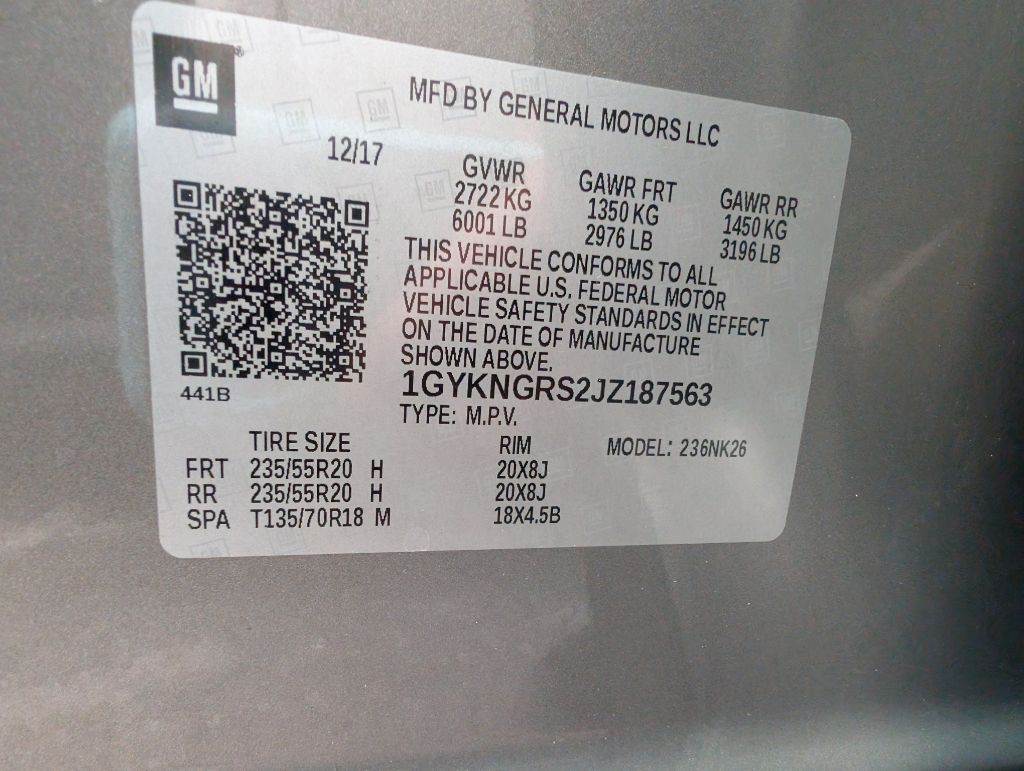 GM
MFD BY GENERAL MOTORS LLC
12/17
GVWR GAWR FRT GAWR RR
2722 KG 1350 KG 1450 KG
6001 LB 2976 LB 3196 LB
THIS VEHICLE CONFORMS TO ALL
APPLICABLE U.S. FEDERAL MOTOR
VEHICLE SAFETY STANDARDS IN EFFECT
ON THE DATE OF MANUFACTURE
SHOWN ABOVE.
441B
1GYKNGRS2JZ187563
TYPE: M.P.V.
TIRE SIZE RIM MODEL: 236NK26
FRT 235/55R20 H 20X8J
RR 235/55R20 H 20X8J
SPA T135/70R18 M 18X4.5B